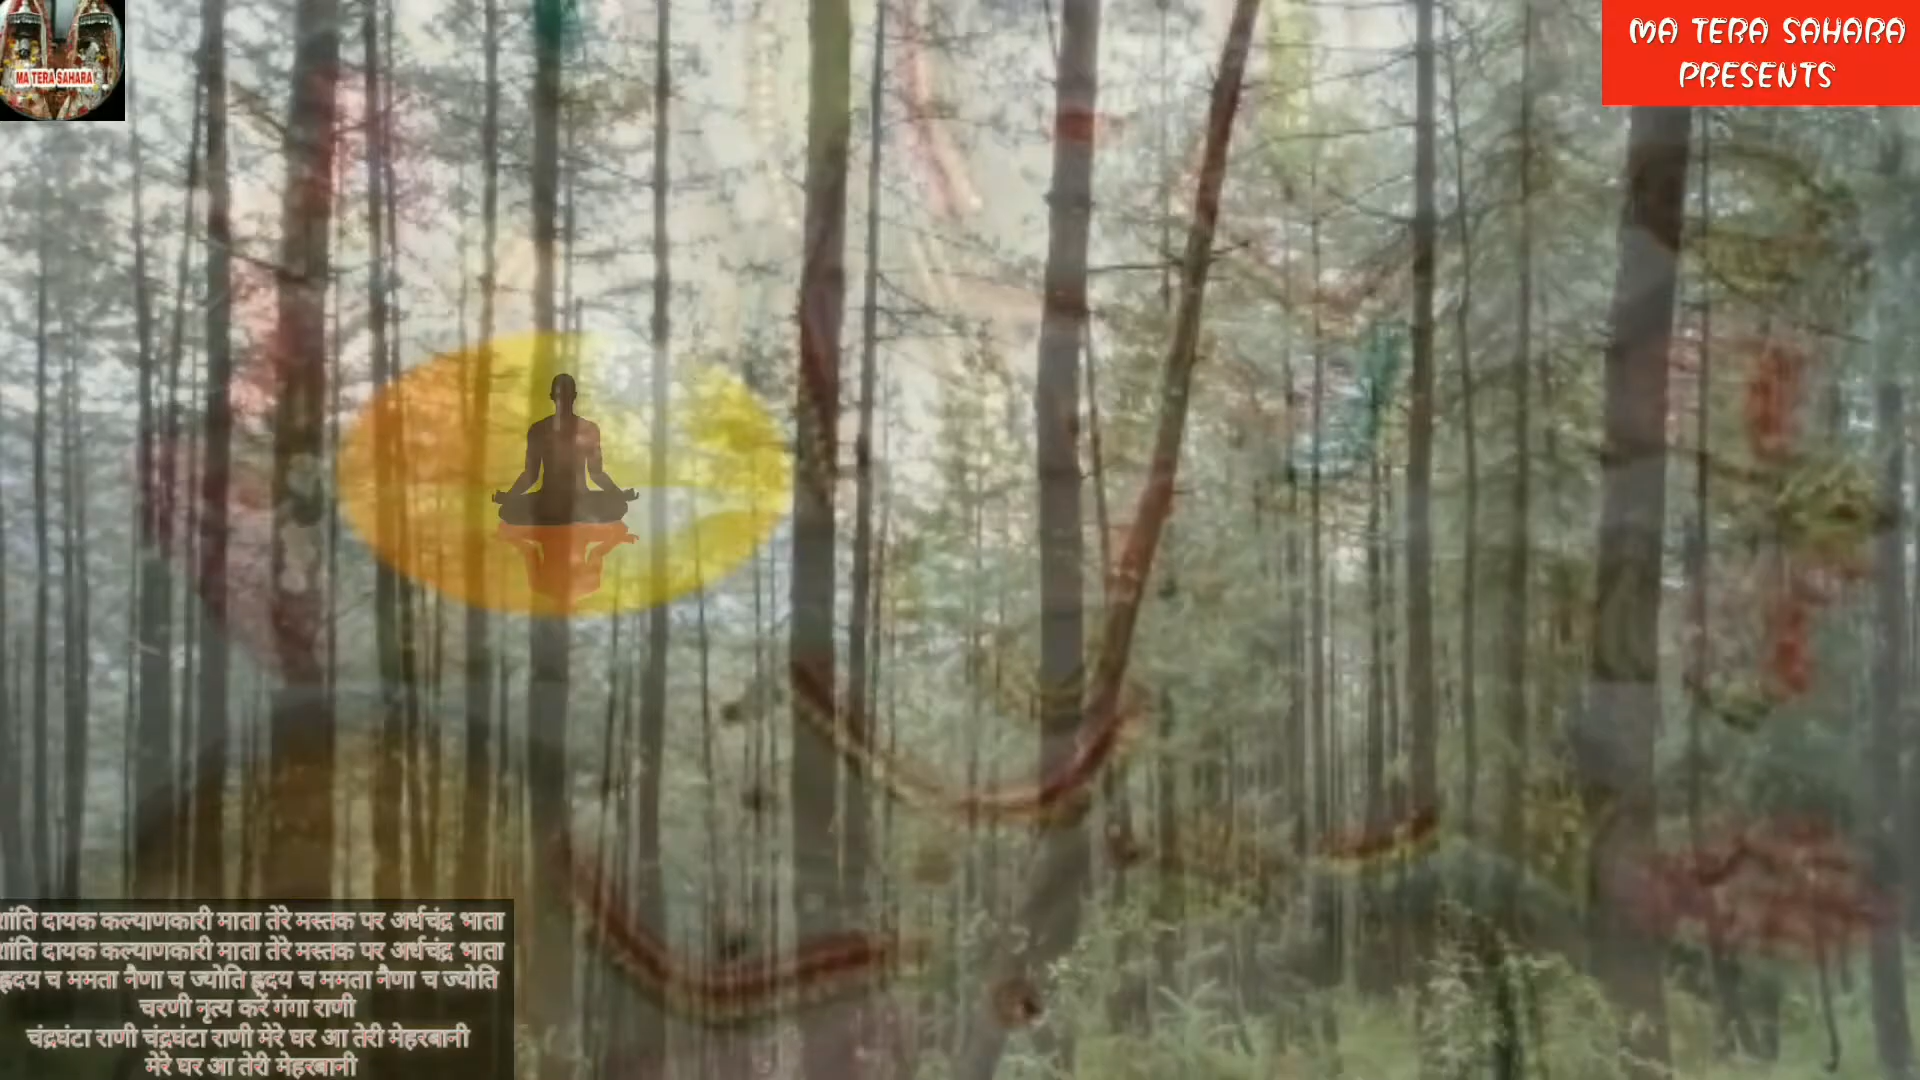 MA TERA SAHARA
MA TERA SAHARA
PRESENTS
शांति दायक कल्याणकारी माता तेरे मस्तक पर अर्धचंद्र भाता
शांति दायक कल्याणकारी माता तेरे मस्तक पर अर्धचंद्र भाता
हृदय च ममता नैणा च ज्योति हृदय च ममता नैणा च ज्योति
चरणी नृत्य करें गंगा राणी
चंद्रघंटा राणी चंद्रघंटा राणी मेरे घर आ तेरी मेहरबानी
मेरे घर आ तेरी मेहरबानी